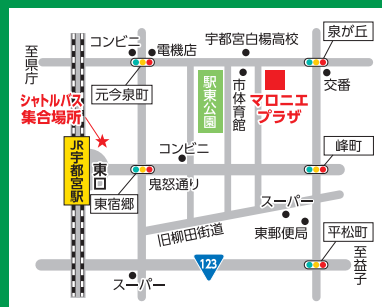 泉が丘
コンビニ
電機店
宇都宮白楊高校
至県庁
元今泉町
駅東公園
市体育館
マロニエ
プラザ
交番
シャトルバス
集合場所
JR宇都宮駅
東口
コンビニ
峰町
鬼怒通り
東宿郷
スーパー
旧柳田街道
東郵便局
平松町
123
至益子
スーパー